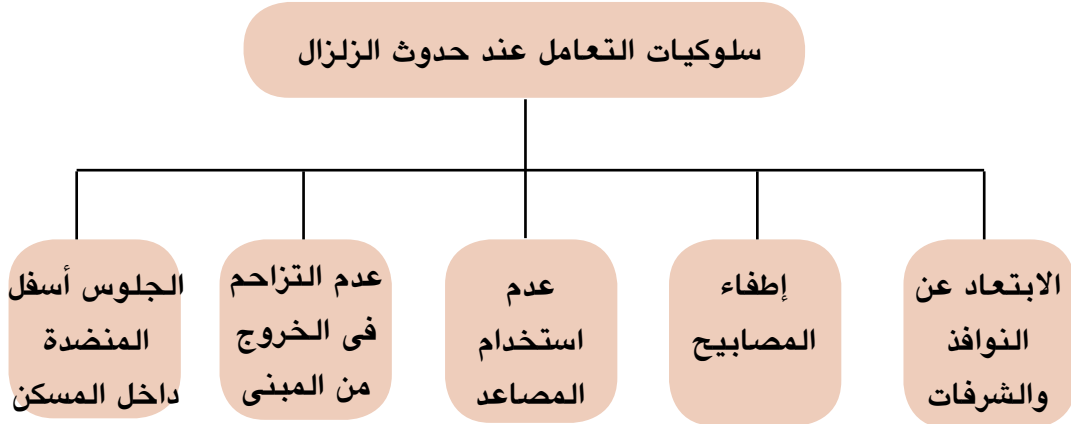 سلوكيات التعامل عند حدوث الزلزال
الابتعاد عن
النوافذ
والشرفات
إطفاء
المصابيح
عدم
استخدام
المصاعد
عدم التزاحم
فى الخروج
من المبنى
الجلوس أسفل
المنضدة
داخل المسكن